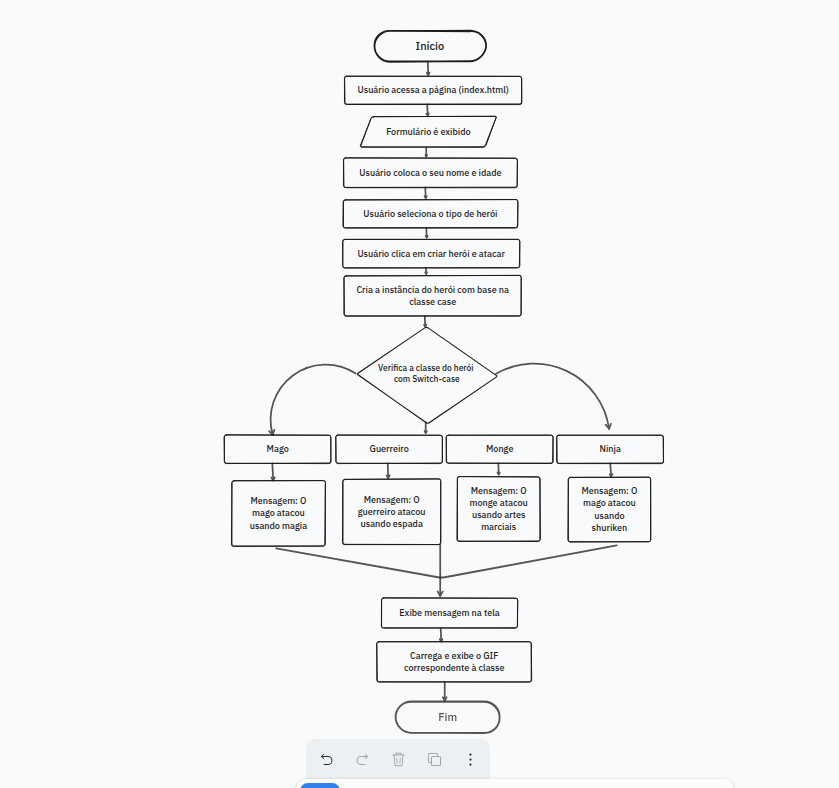 Início
Usuário acessa a página (index.html)
Formulário é exibido
Usuário coloca o seu nome e idade
Usuário seleciona o tipo de herói
Usuário clica em criar herói e atacar
Cria a instância do herói com base na
classe case
Verifica a classe do herói
com Switch-case
Mago
Guerreiro
Monge
Ninja
Mensagem: O
mago atacou
usando magia
Mensagem: O
guerreiro atacou
usando espada
Mensagem: O
monge atacou
usando artes
marciais
Mensagem: O
mago atacou
usando
shuriken
Exibe mensagem na tela
Carrega e exibe o GIF
correspondente à classe
Fim